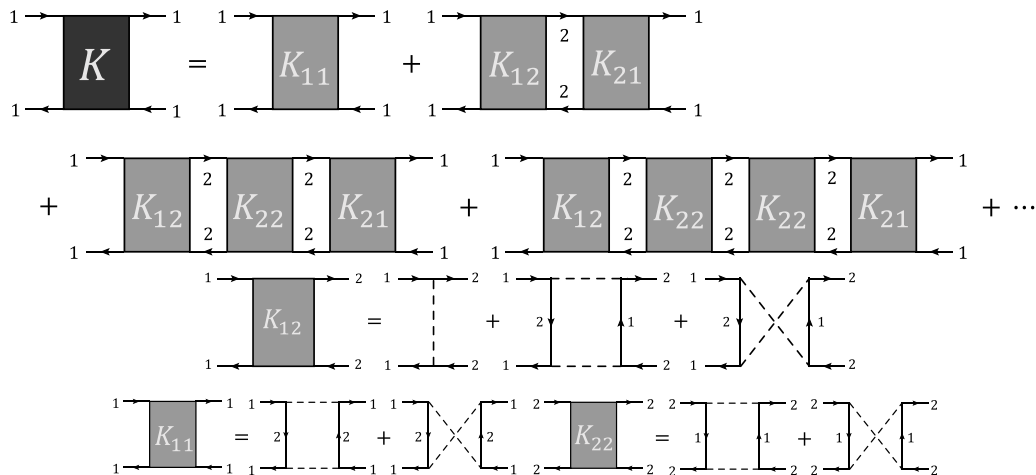 1 1 1 1 1 1
2
K = K₁₁ + K₁₂ K₂₁
2
1 1 1 1 1 1
1 1 1 1
2 2 2 2 2
+ K₁₂ K₂₂ K₂₁ + K₁₂ K₂₂ K₂₂ K₂₁ + ···
2 2 2 2 2
1 1 1 1
1 2 1 2 1 2 1 2
K₁₂ = + 2 1 + 2 1
1 2 1 2 1 2 1 2
1 1 1 1 1 1 2 2 2 2 2 2
K₁₁ = 2 2 + 2 2 K₂₂ = 1 1 + 1 1
1 1 1 1 1 1 2 2 2 2 2 2